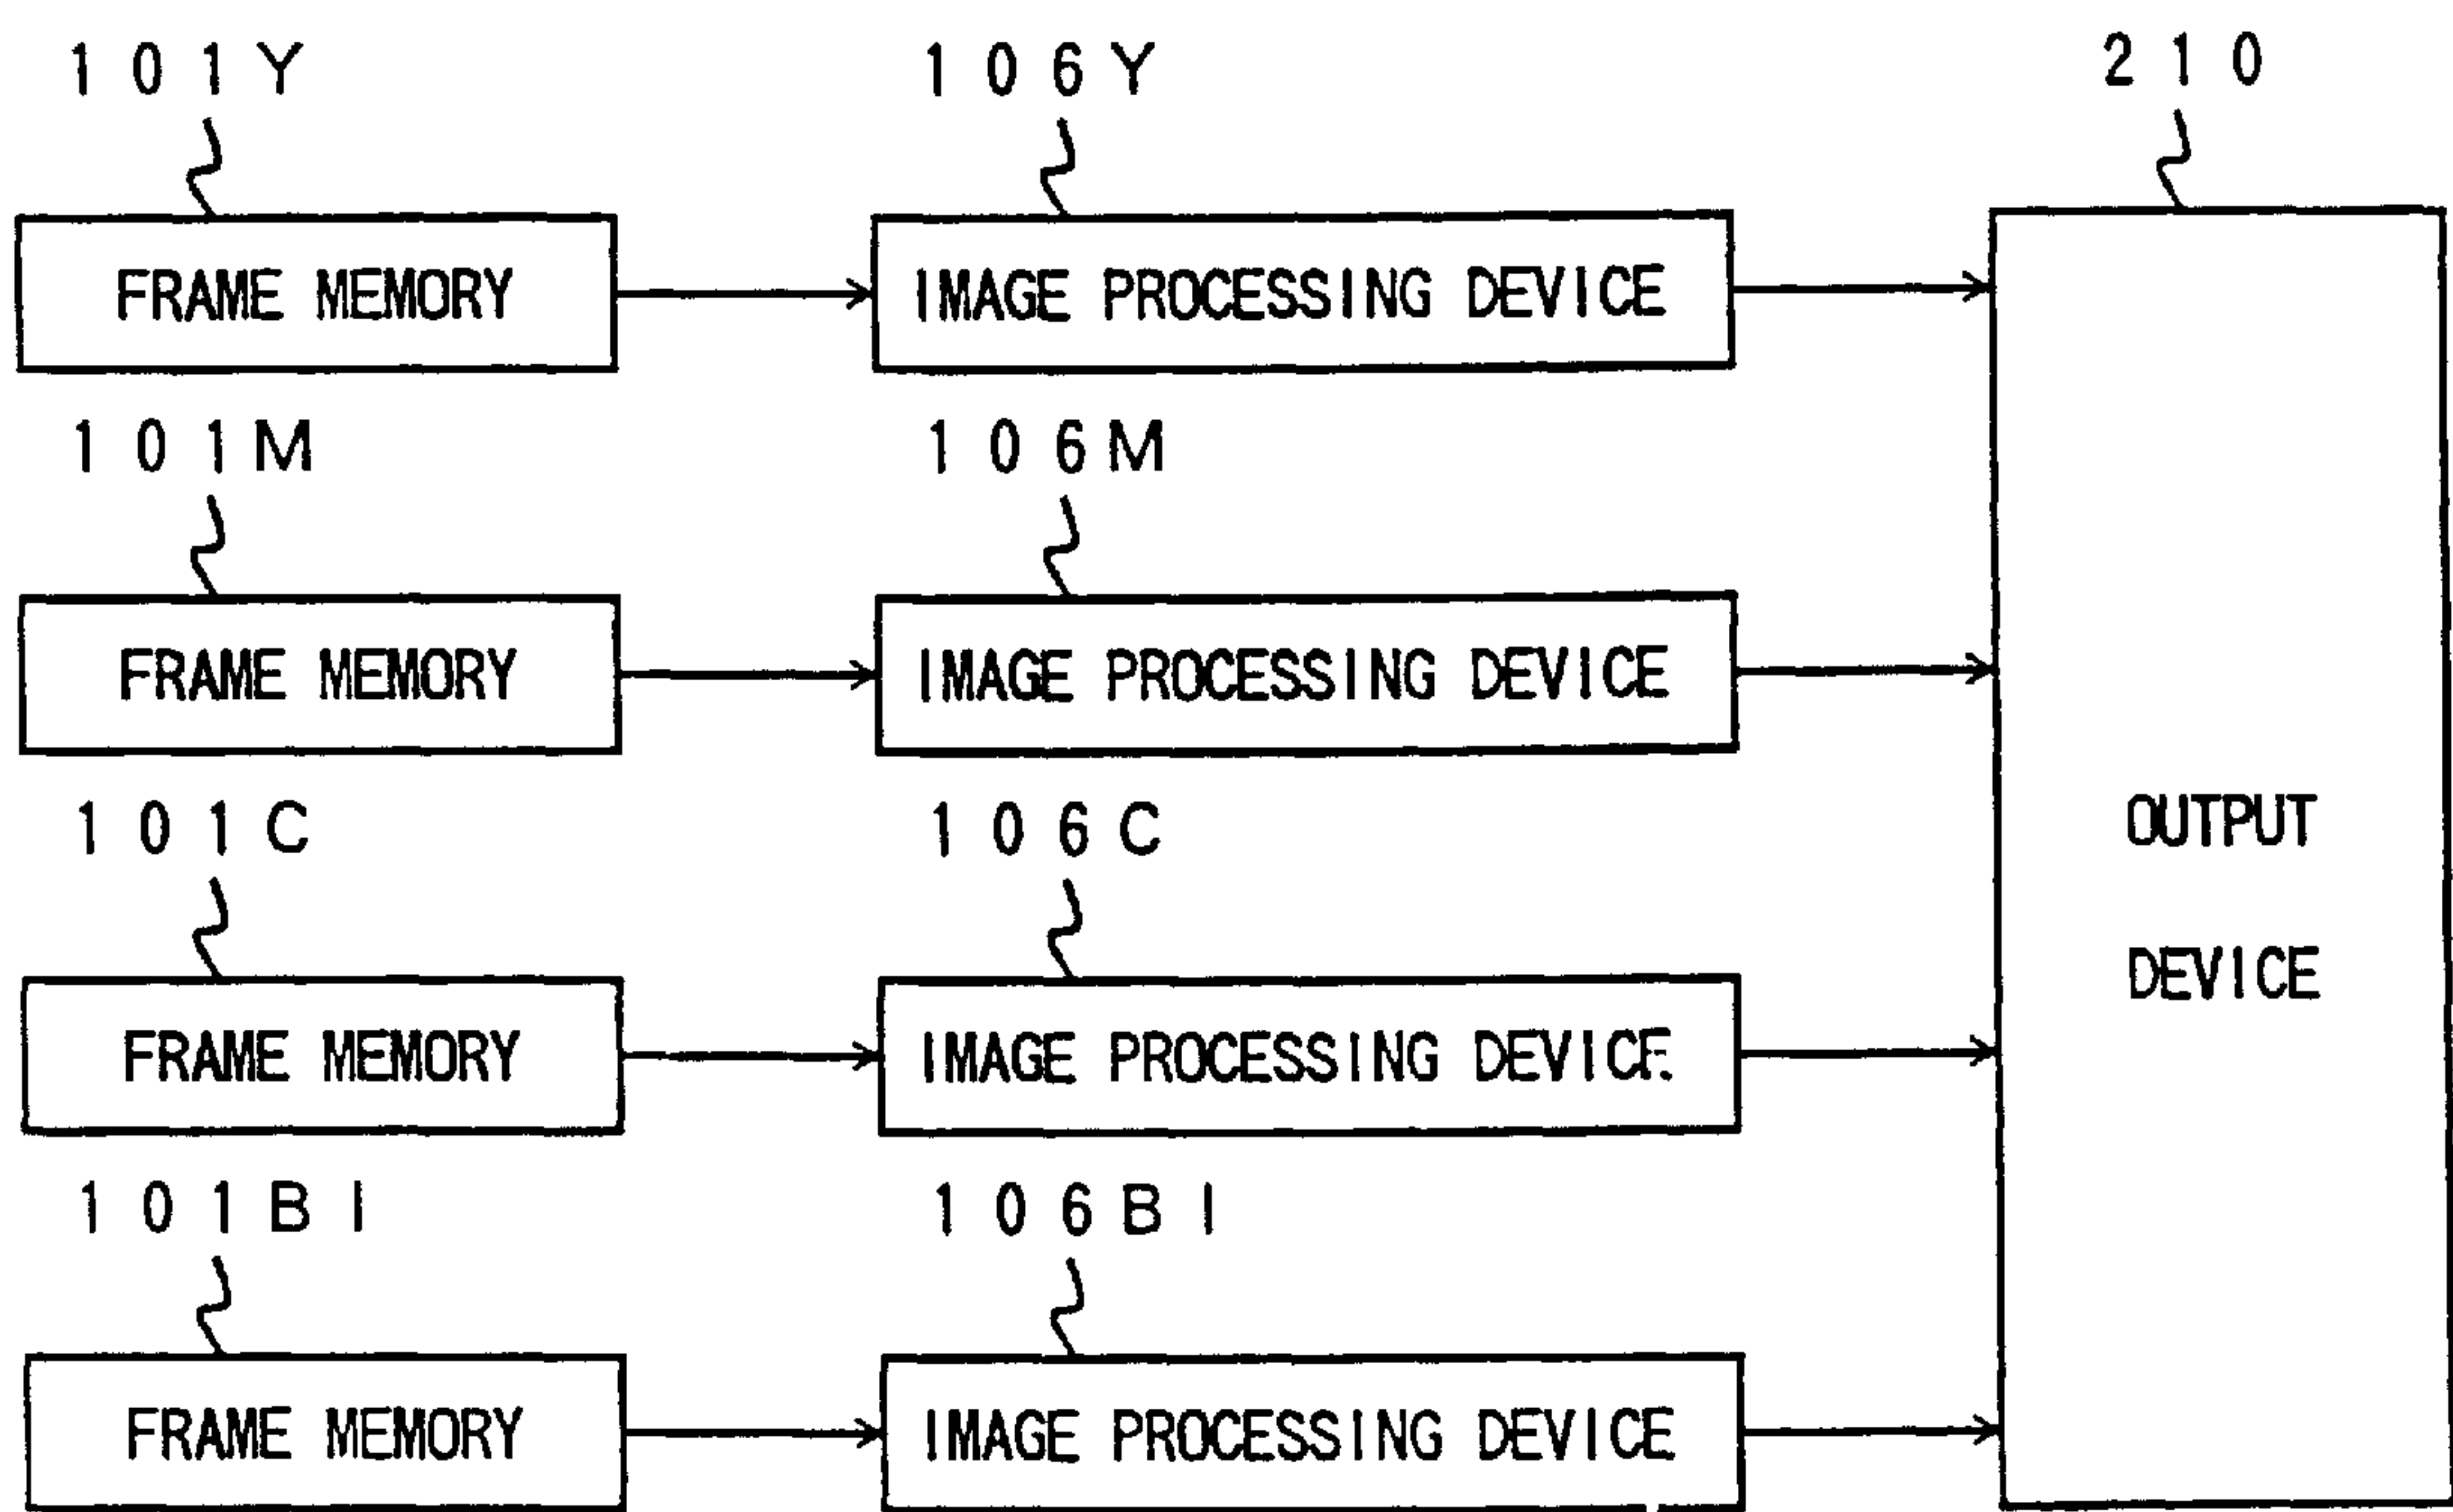 101Y 106Y 210
FRAME MEMORY IMAGE PROCESSING DEVICE
101M 106M
FRAME MEMORY IMAGE PROCESSING DEVICE
101C 106C
OUTPUT
DEVICE
FRAME MEMORY IMAGE PROCESSING DEVICE
101BI 106BI
FRAME MEMORY IMAGE PROCESSING DEVICE